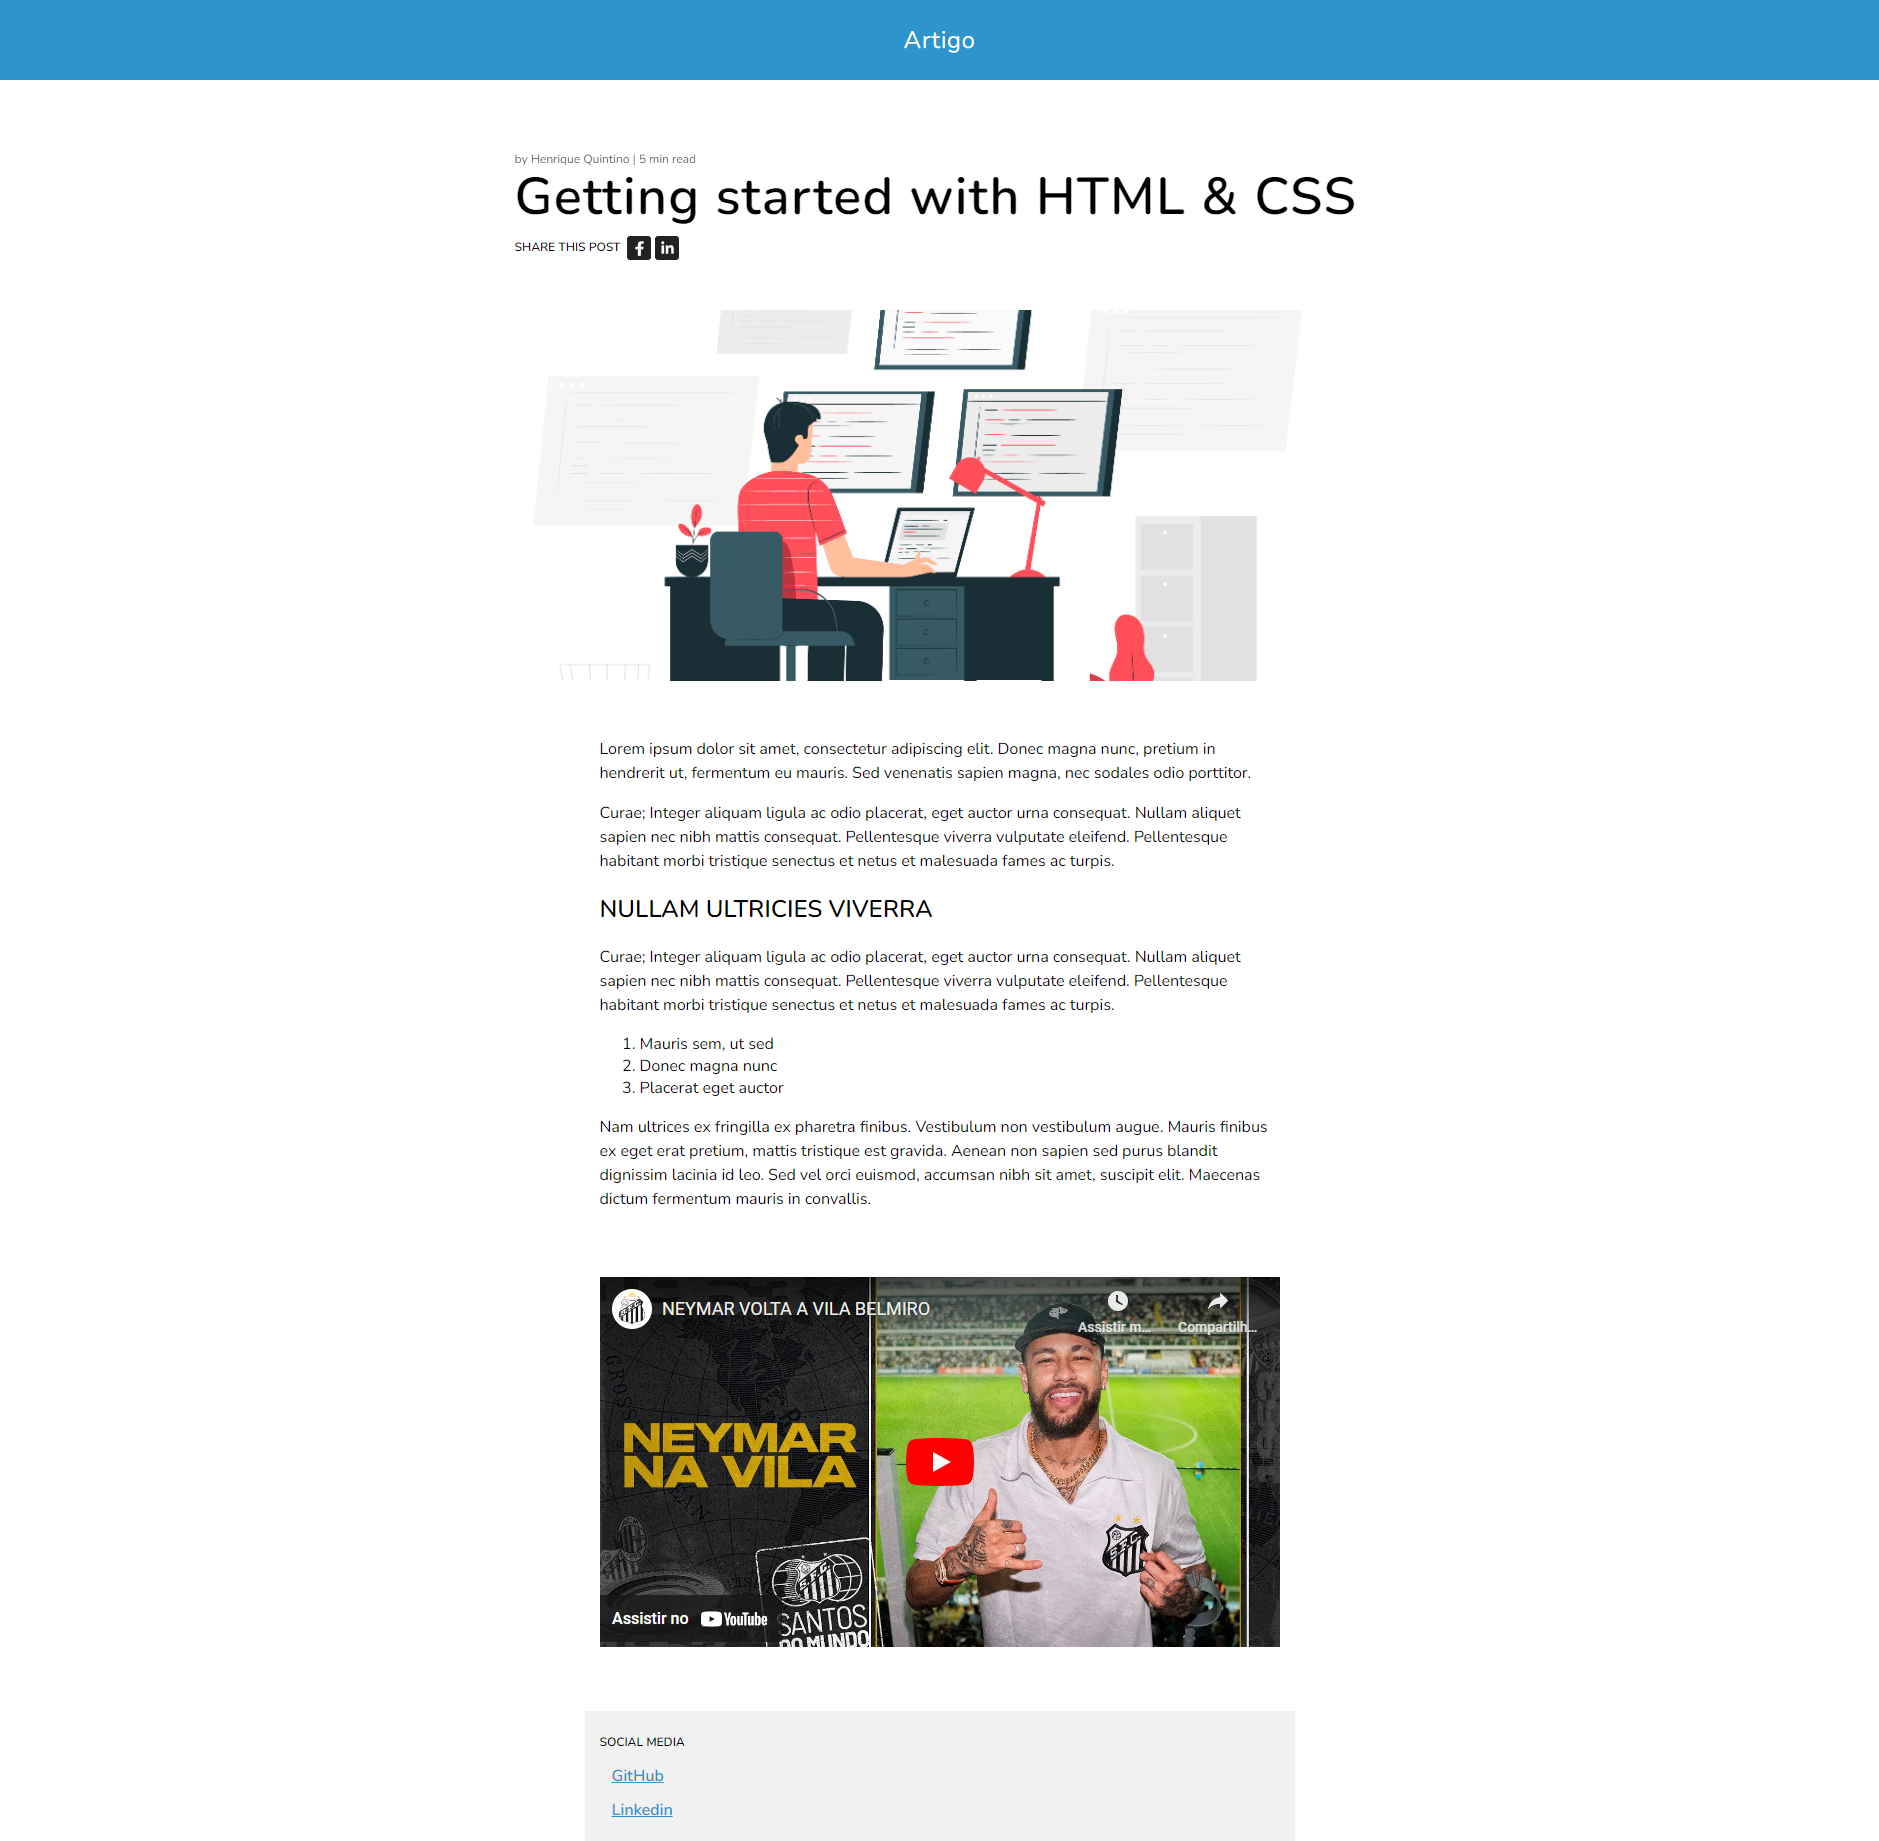 Artigo
by Henrique Quintino | 5 min read
Getting started with HTML & CSS
SHARE THIS POST
Lorem ipsum dolor sit amet, consectetur adipiscing elit. Donec magna nunc, pretium in
hendrerit ut, fermentum eu mauris. Sed venenatis sapien magna, nec sodales odio porttitor.
Curae; Integer aliquam ligula ac odio placerat, eget auctor urna consequat. Nullam aliquet
sapien nec nibh mattis consequat. Pellentesque viverra vulputate eleifend. Pellentesque
habitant morbi tristique senectus et netus et malesuada fames ac turpis.
NULLAM ULTRICIES VIVERRA
Curae; Integer aliquam ligula ac odio placerat, eget auctor urna consequat. Nullam aliquet
sapien nec nibh mattis consequat. Pellentesque viverra vulputate eleifend. Pellentesque
habitant morbi tristique senectus et netus et malesuada fames ac turpis.
1. Mauris sem, ut sed
2. Donec magna nunc
3. Placerat eget auctor
Nam ultrices ex fringilla ex pharetra finibus. Vestibulum non vestibulum augue. Mauris finibus
ex eget erat pretium, mattis tristique est gravida. Aenean non sapien sed purus blandit
dignissim lacinia id leo. Sed vel orci euismod, accumsan nibh sit amet, suscipit elit. Maecenas
dictum fermentum mauris in convallis.
NEYMAR VOLTA A VILA BELMIRO
Assistir m...
Compartilh...
NEYMAR
NA VILA
SANTOS
DO MUNDO
Assistir no YouTube
SOCIAL MEDIA
GitHub
Linkedin